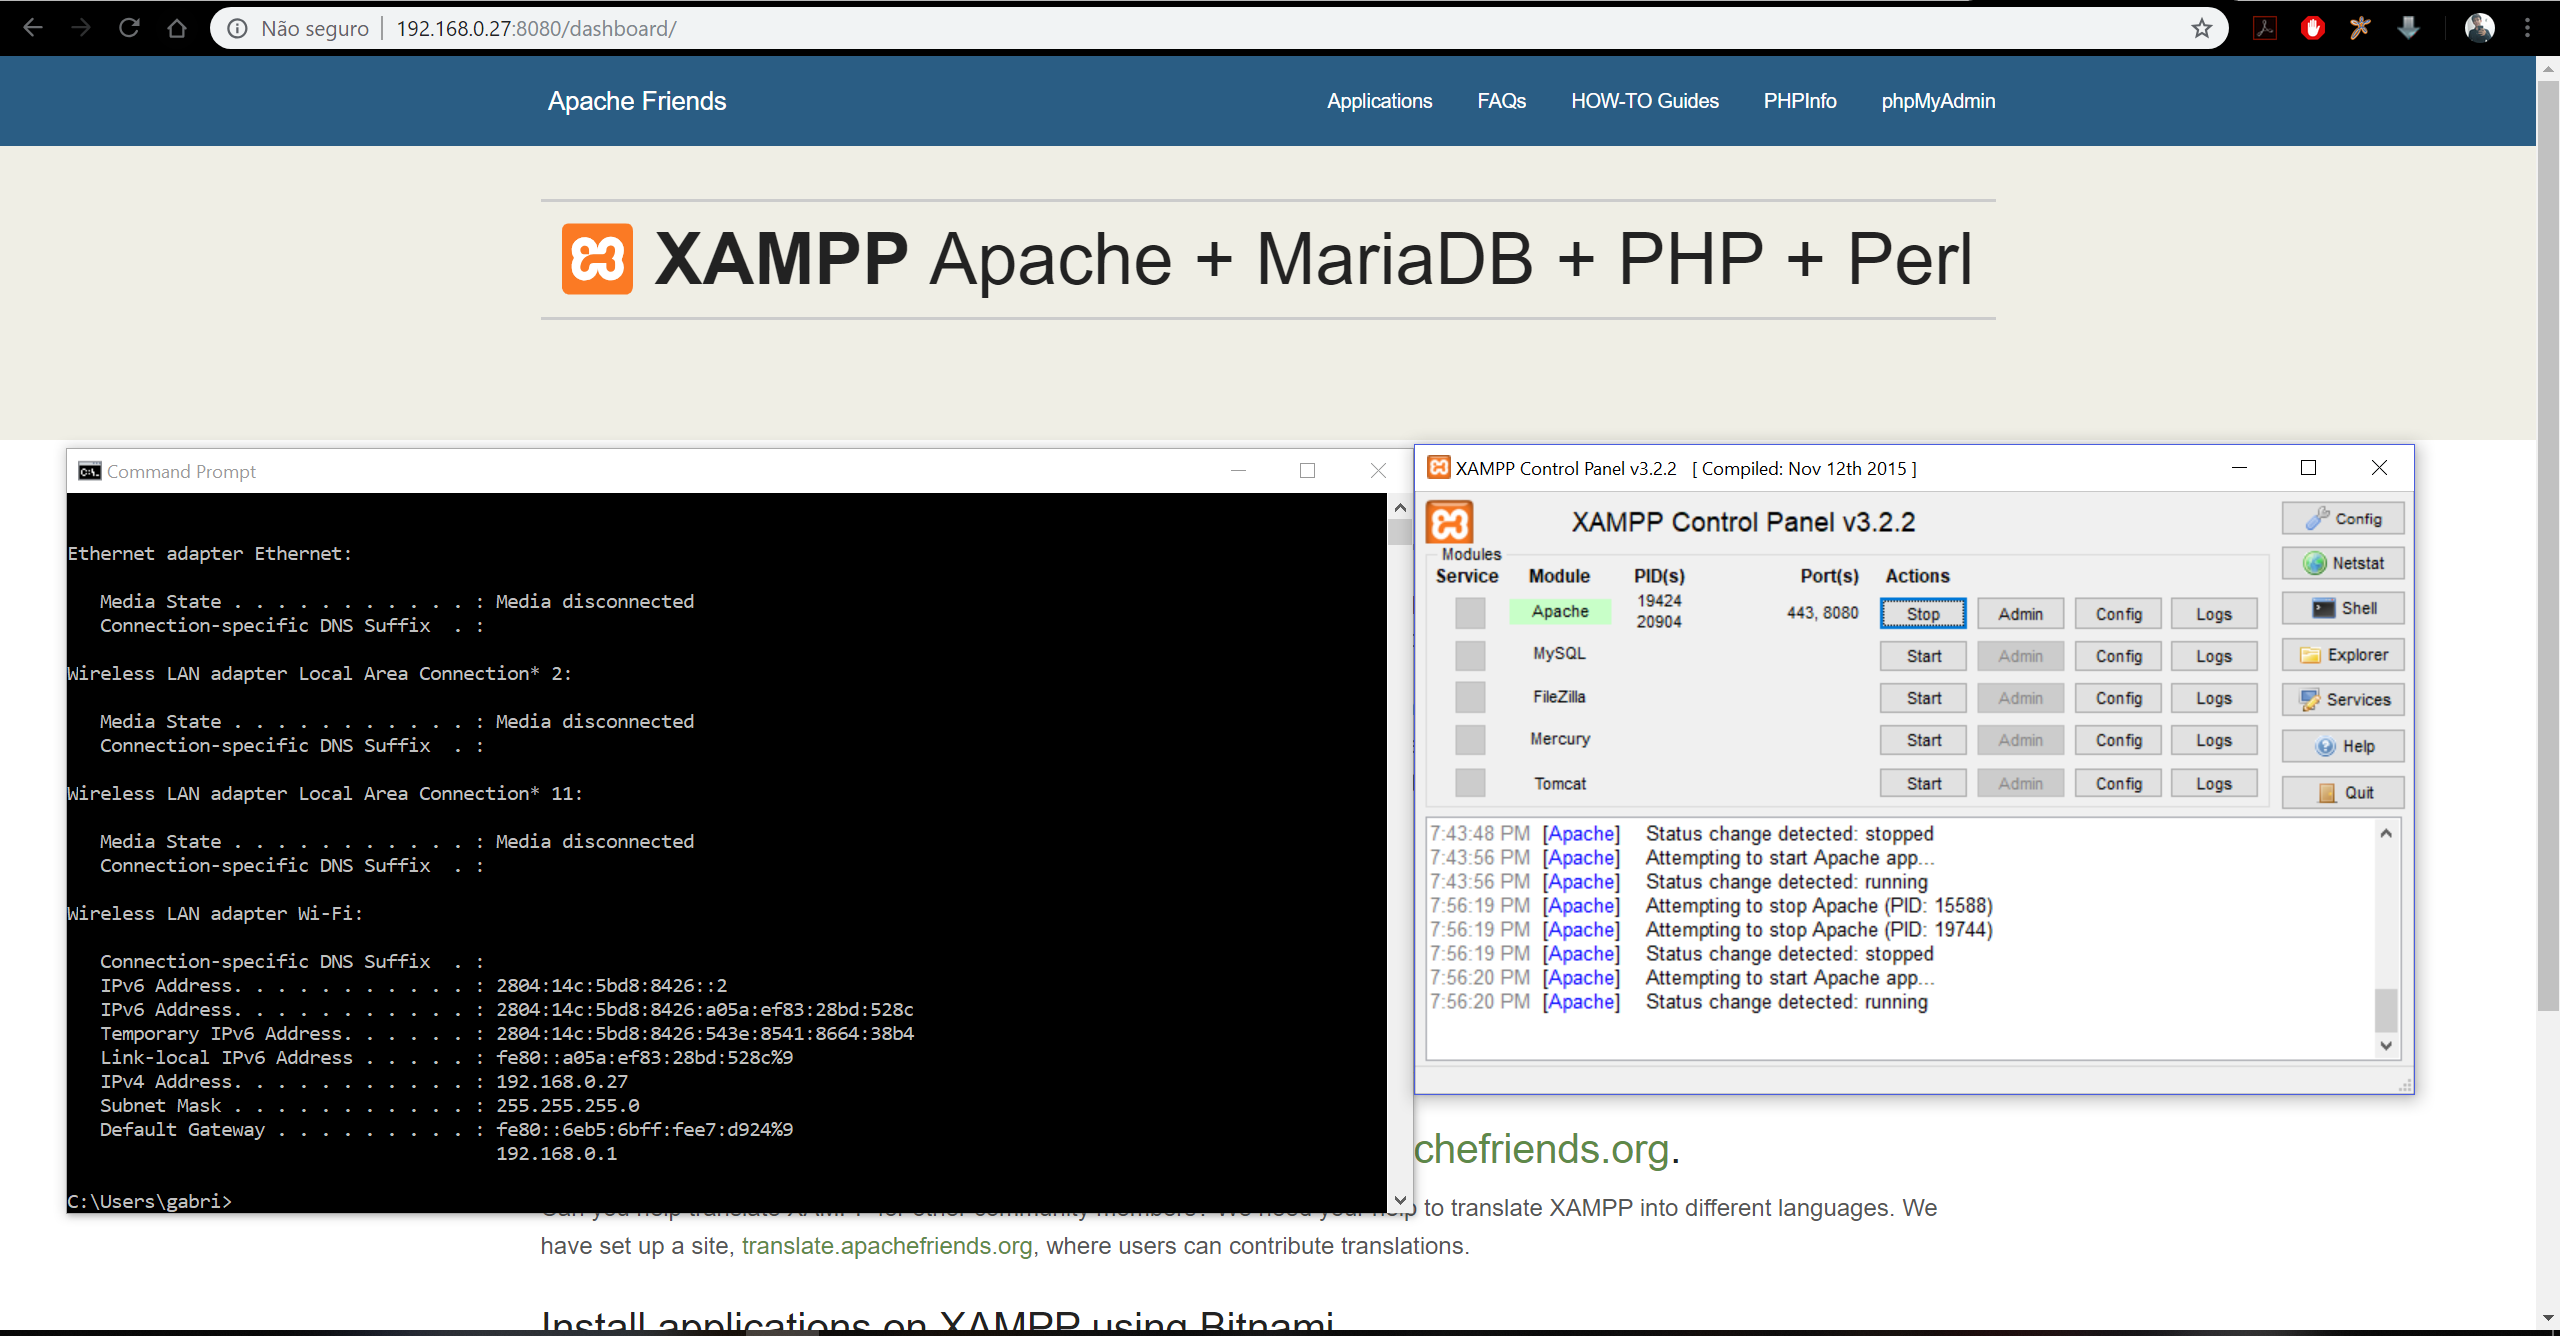 Não seguro | 192.168.0.27:8080/dashboard/
Apache Friends
Applications FAQs HOW-TO Guides PHPInfo phpMyAdmin
XAMPP Apache + MariaDB + PHP + Perl
Command Prompt
Ethernet adapter Ethernet:
Media State . . . . . . . . . . . : Media disconnected
Connection-specific DNS Suffix . :
Wireless LAN adapter Local Area Connection* 2:
Media State . . . . . . . . . . . : Media disconnected
Connection-specific DNS Suffix . :
Wireless LAN adapter Local Area Connection* 11:
Media State . . . . . . . . . . . : Media disconnected
Connection-specific DNS Suffix . :
Wireless LAN adapter Wi-Fi:
Connection-specific DNS Suffix . :
IPv6 Address. . . . . . . . . . . : 2804:14c:5bd8:8426::2
IPv6 Address. . . . . . . . . . . : 2804:14c:5bd8:8426:a05a:ef83:28bd:528c
Temporary IPv6 Address. . . . . . : 2804:14c:5bd8:8426:543e:8541:8664:38b4
Link-local IPv6 Address . . . . . : fe80::a05a:ef83:28bd:528c%9
IPv4 Address. . . . . . . . . . . : 192.168.0.27
Subnet Mask . . . . . . . . . . . : 255.255.255.0
Default Gateway . . . . . . . . . : fe80::6eb5:6bff:fee7:d924%9
192.168.0.1
C:\Users\gabri>
XAMPP Control Panel v3.2.2 [ Compiled: Nov 12th 2015 ]
XAMPP Control Panel v3.2.2
Modules
Service Module PID(s) Port(s) Actions
Apache 19424 20904 443, 8080 Stop Admin Config Logs
MySQL Start Admin Config Logs
FileZilla Start Admin Config Logs
Mercury Start Admin Config Logs
Tomcat Start Admin Config Logs
Config
Netstat
Shell
Explorer
Services
Help
Quit
7:43:48 PM [Apache] Status change detected: stopped
7:43:56 PM [Apache] Attempting to start Apache app...
7:43:56 PM [Apache] Status change detected: running
7:56:19 PM [Apache] Attempting to stop Apache (PID: 15588)
7:56:19 PM [Apache] Attempting to stop Apache (PID: 19744)
7:56:19 PM [Apache] Status change detected: stopped
7:56:20 PM [Apache] Attempting to start Apache app...
7:56:20 PM [Apache] Status change detected: running
chefriends.org.
to translate XAMPP into different languages. We
have set up a site, translate.apachefriends.org, where users can contribute translations.
Install applications on XAMPP using Bitnami